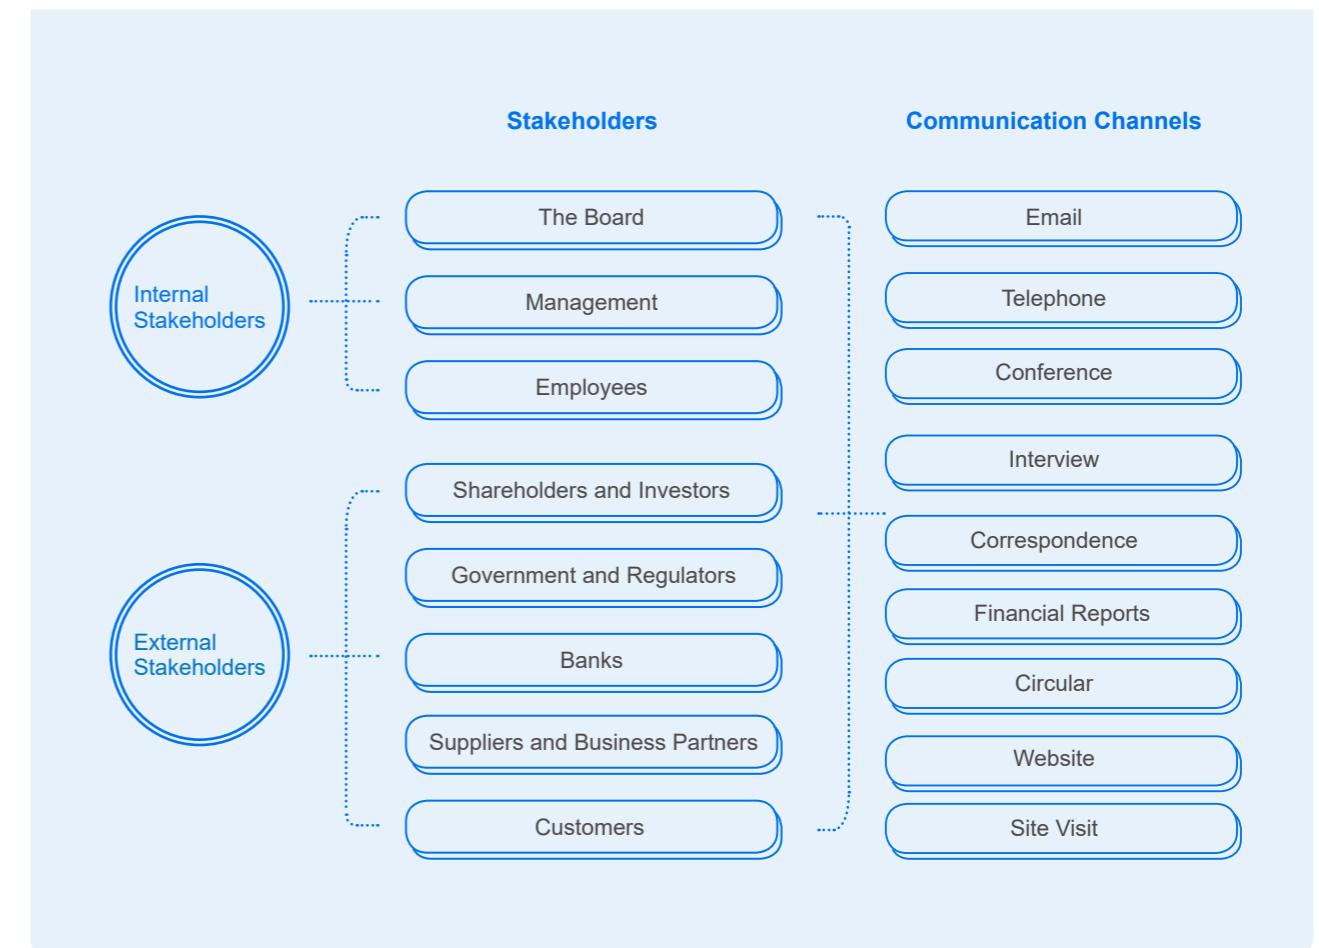 Stakeholders
Communication Channels
Internal
Stakeholders
The Board
Management
Employees
External
Stakeholders
Shareholders and Investors
Government and Regulators
Banks
Suppliers and Business Partners
Customers
Email
Telephone
Conference
Interview
Correspondence
Financial Reports
Circular
Website
Site Visit